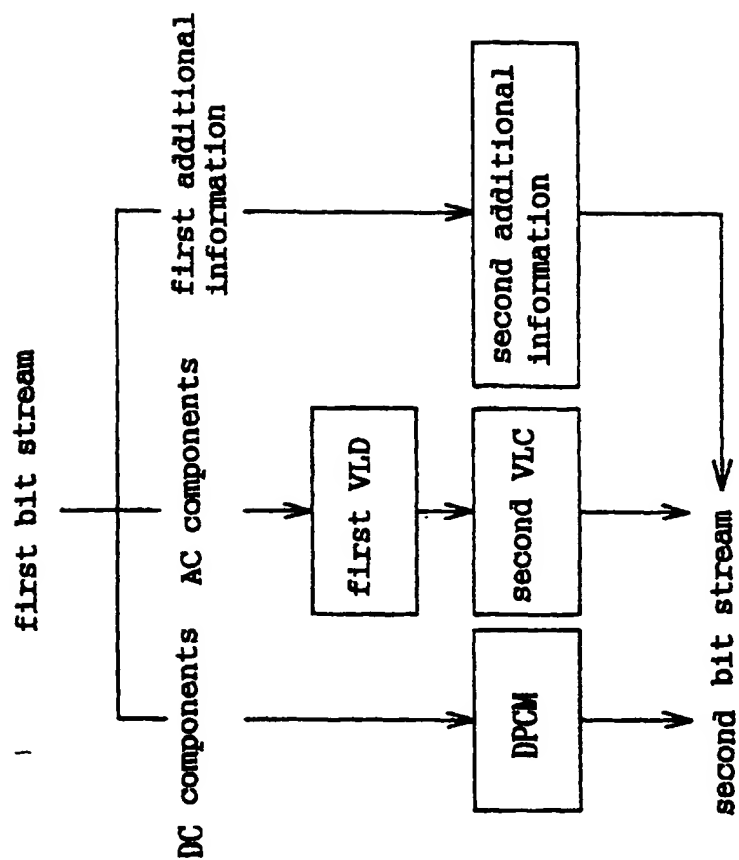 first bit stream
DC components
AC components
first additional
information
first VLD
DPCM
second VLC
second additional
information
second bit stream